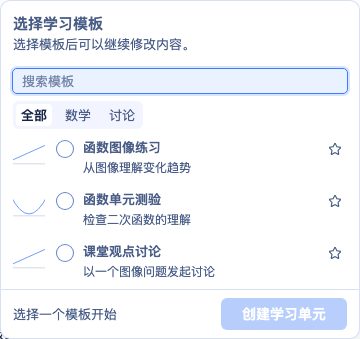 选择学习模板
选择模板后可以继续修改内容。
搜索模板
全部 数学 讨论
函数图像练习
从图像理解变化趋势
函数单元测验
检查二次函数的理解
课堂观点讨论
以一个图像问题发起讨论
选择一个模板开始 创建学习单元